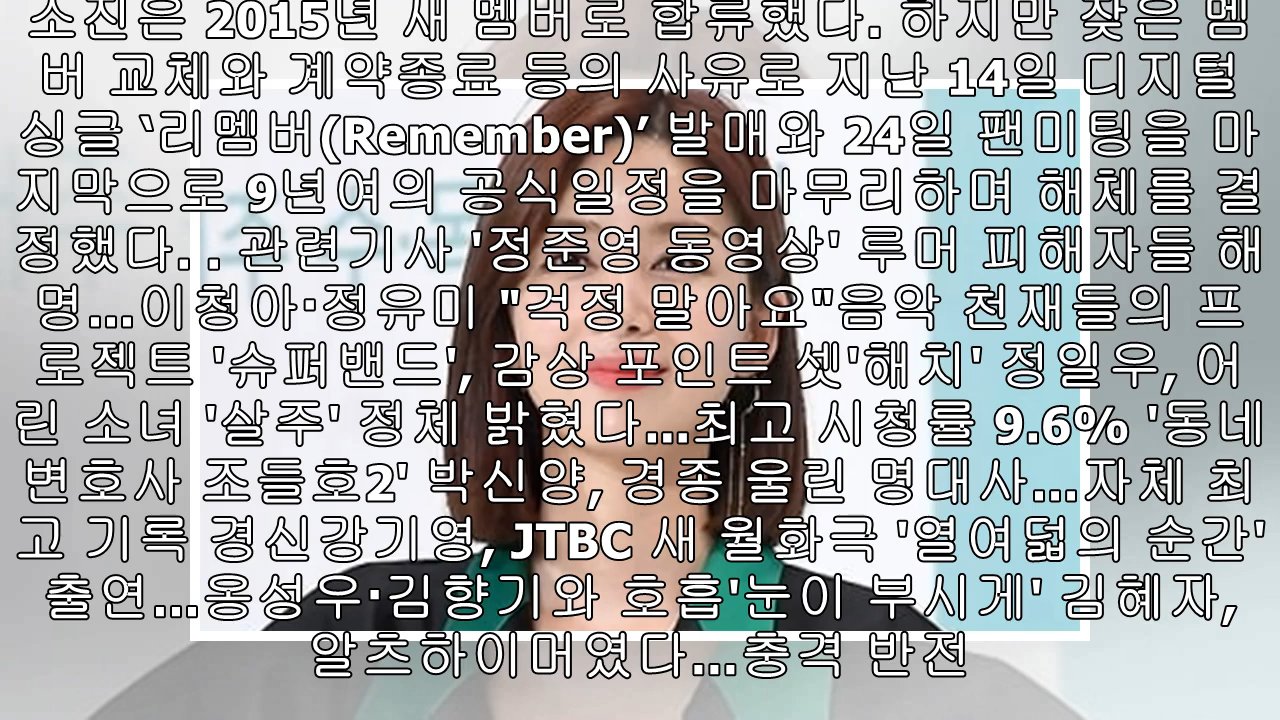 소진은 2015년 새 멤버로 합류했다. 하지만 잦은 멤
버 교체와 계약종료 등의 사유로 지난 14일 디지털
싱글 ‘리멤버(Remember)’ 발매와 24일 팬미팅을 마
지막으로 9년여의 공식일정을 마무리하며 해체를 결
정했다. . 관련기사 '정준영 동영상' 루머 피해자들 해
명...이청아·정유미 "걱정 말아요"음악 천재들의 프
로젝트 '슈퍼밴드', 감상 포인트 셋'해치' 정일우, 어
린 소녀 '살주' 정체 밝혔다...최고 시청률 9.6% '동네
변호사 조들호2' 박신양, 경종 울린 명대사...자체 최
고 기록 경신강기영, JTBC 새 월화극 '열여덟의 순간'
출연...옹성우·김향기와 호흡'눈이 부시게' 김혜자,
알츠하이머였다...충격 반전